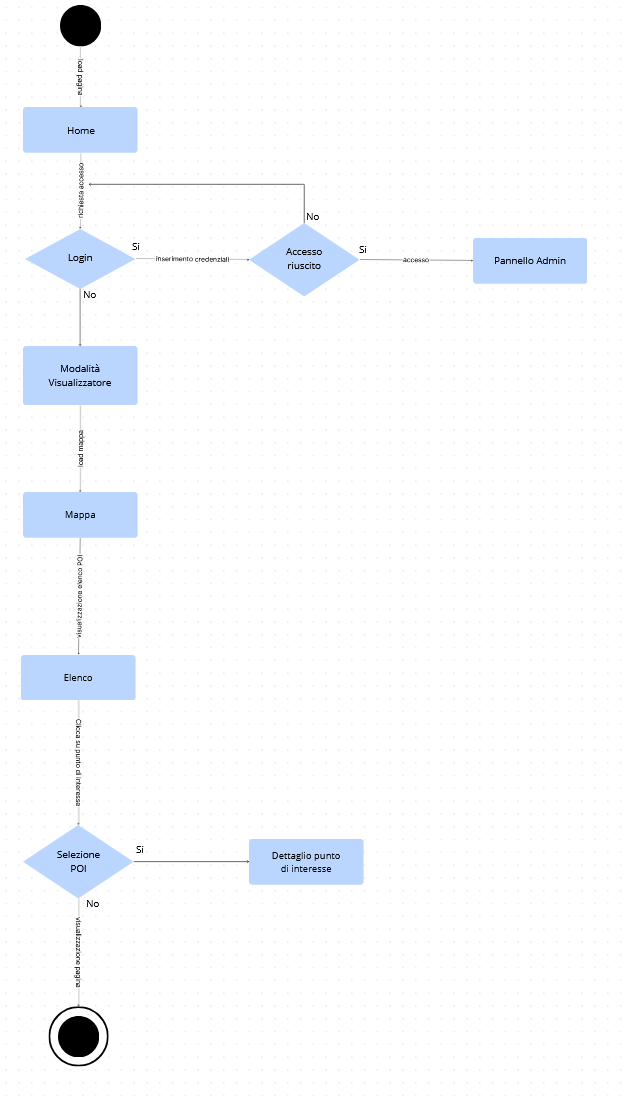 load pagina
Home
richiesta accesso
No
Si
Login
inserimento credenziali
Accesso
riuscito
Si
accesso
Pannello Admin
No
Modalità
Visualizzatore
load mappa
Mappa
visualizzazione elenco POI
Elenco
Clicca su punto di interesse
Selezione
POI
Si
Dettaglio punto
di interesse
No
visualizzazione pagina